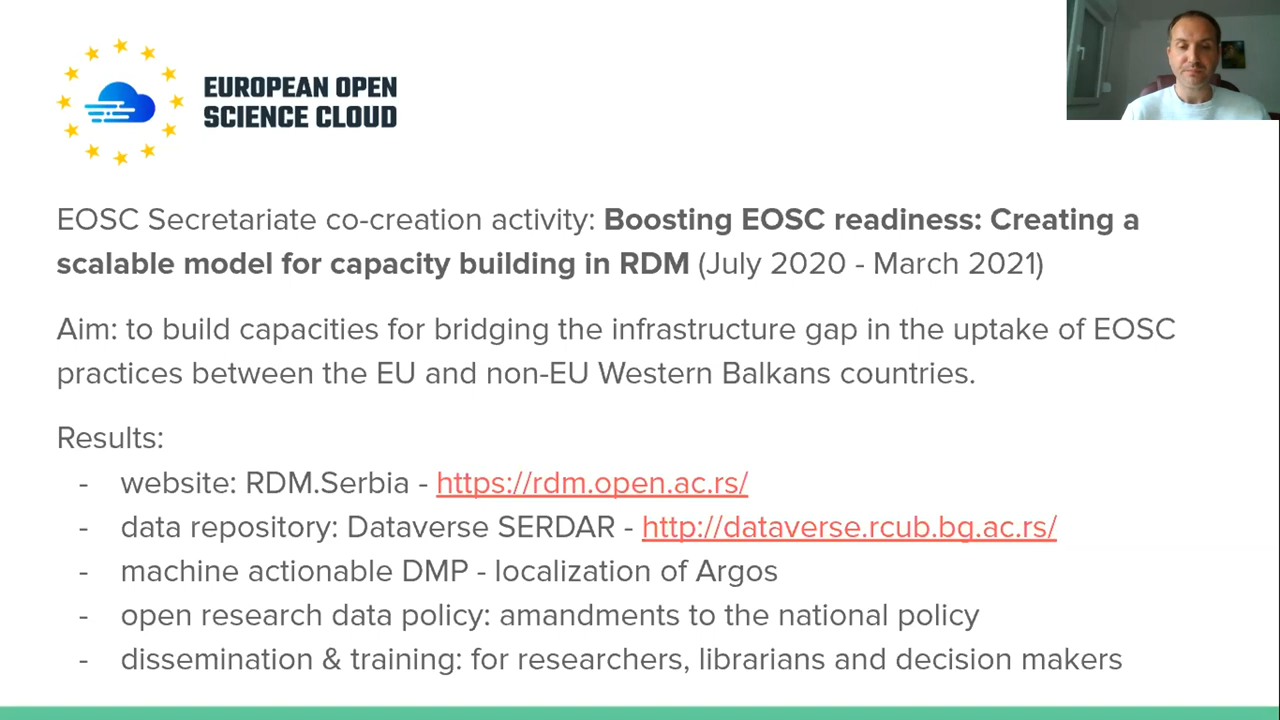 EUROPEAN OPEN
SCIENCE CLOUD
EOSC Secretariate co-creation activity: Boosting EOSC readiness: Creating a
scalable model for capacity building in RDM (July 2020 - March 2021)
Aim: to build capacities for bridging the infrastructure gap in the uptake of EOSC
practices between the EU and non-EU Western Balkans countries.
Results:
- website: RDM.Serbia - https://rdm.open.ac.rs/
- data repository: Dataverse SERDAR - http://dataverse.rcub.bg.ac.rs/
- machine actionable DMP - localization of Argos
- open research data policy: amandments to the national policy
- dissemination & training: for researchers, librarians and decision makers